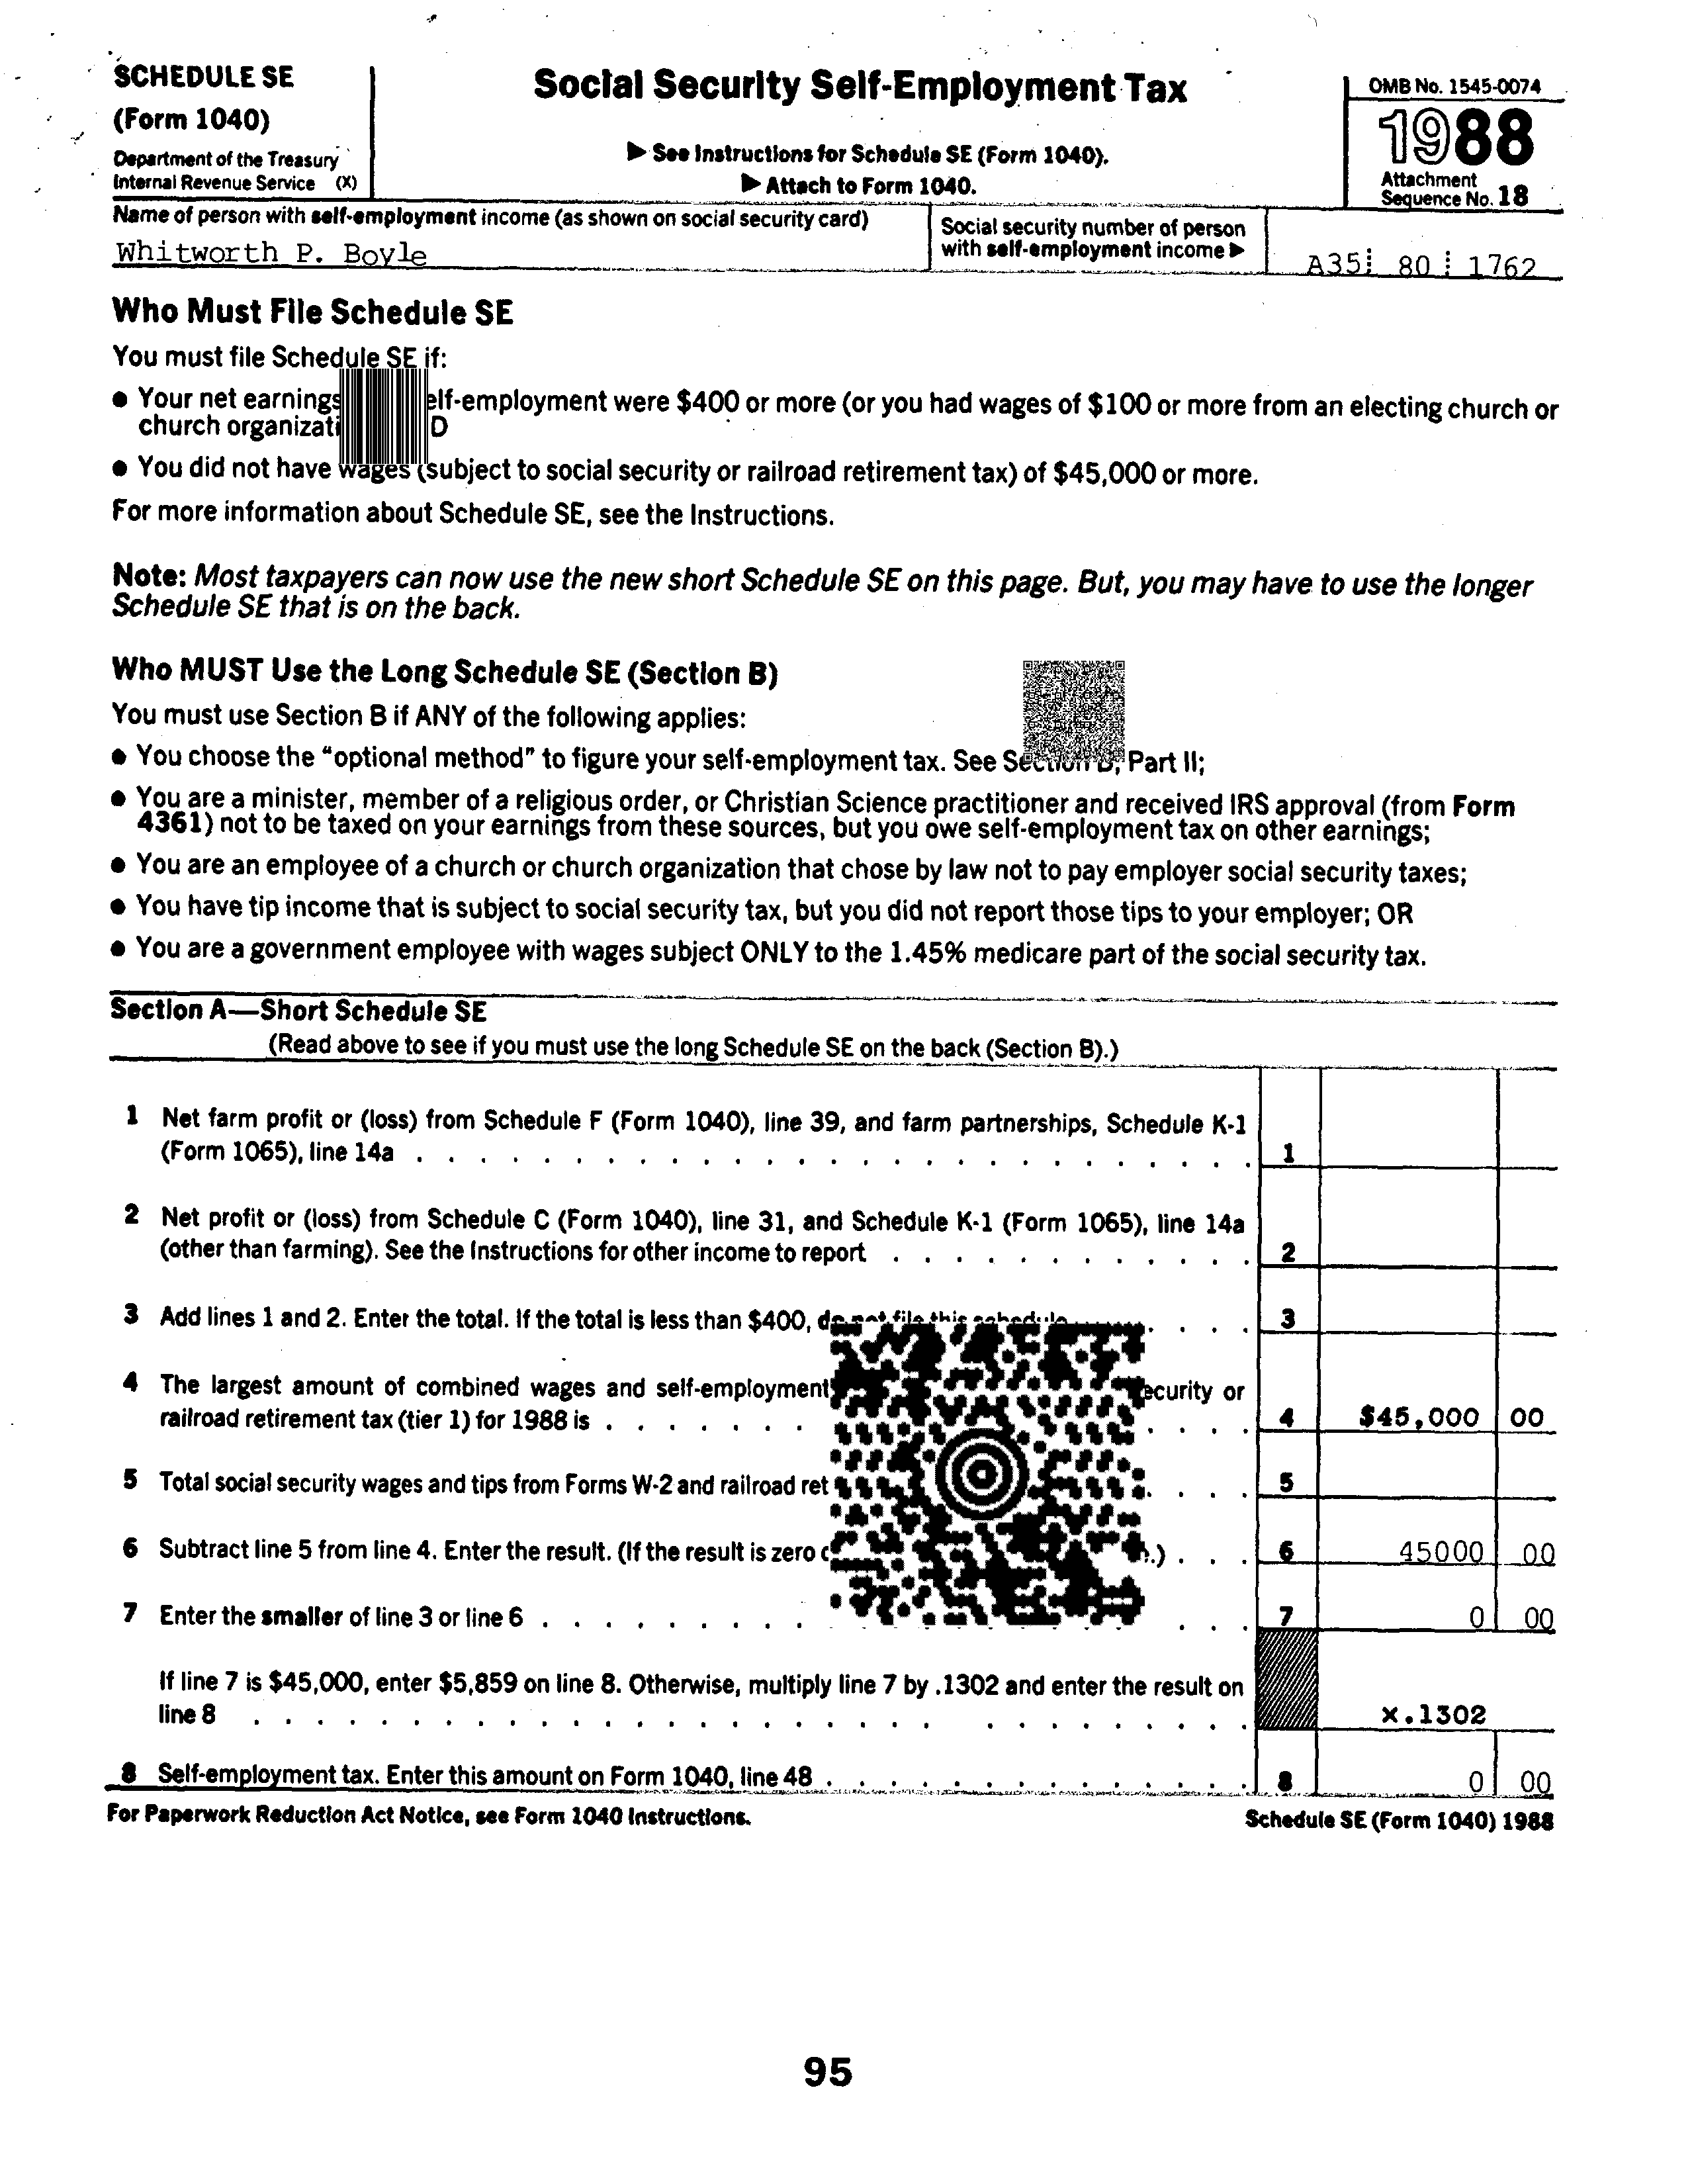 SCHEDULE SE
(Form 1040)
Department of the Treasury
Internal Revenue Service (X)
Social Security Self-Employment Tax
▶ See Instructions for Schedule SE (Form 1040).
▶ Attach to Form 1040.
OMB No. 1545-0074
1988
Attachment
Sequence No. 18
Name of person with self-employment income (as shown on social security card)
Whitworth P. Boyle
Social security number of person
with self-employment income ▶
A35 80 1762
Who Must File Schedule SE
You must file Schedule SE if:
● Your net earnings elf-employment were $400 or more (or you had wages of $100 or more from an electing church or
church organizati D
● You did not have wages (subject to social security or railroad retirement tax) of $45,000 or more.
For more information about Schedule SE, see the Instructions.
Note: Most taxpayers can now use the new short Schedule SE on this page. But, you may have to use the longer
Schedule SE that is on the back.
Who MUST Use the Long Schedule SE (Section B)
You must use Section B if ANY of the following applies:
● You choose the "optional method" to figure your self-employment tax. See Section B, Part II;
● You are a minister, member of a religious order, or Christian Science practitioner and received IRS approval (from Form
4361) not to be taxed on your earnings from these sources, but you owe self-employment tax on other earnings;
● You are an employee of a church or church organization that chose by law not to pay employer social security taxes;
● You have tip income that is subject to social security tax, but you did not report those tips to your employer; OR
● You are a government employee with wages subject ONLY to the 1.45% medicare part of the social security tax.
Section A—Short Schedule SE
(Read above to see if you must use the long Schedule SE on the back (Section B).)
1 Net farm profit or (loss) from Schedule F (Form 1040), line 39, and farm partnerships, Schedule K-1
(Form 1065), line 14a . . . . . . . . . . 1
2 Net profit or (loss) from Schedule C (Form 1040), line 31, and Schedule K-1 (Form 1065), line 14a
(other than farming). See the Instructions for other income to report . . . . . . . . . . 2
3 Add lines 1 and 2. Enter the total. If the total is less than $400, do not file this schedule . . . . 3
4 The largest amount of combined wages and self-employment ecurity or
railroad retirement tax (tier 1) for 1988 is . . . . . . . . . . 4 $45,000 00
5 Total social security wages and tips from Forms W-2 and railroad ret . . . . 5
6 Subtract line 5 from line 4. Enter the result. (If the result is zero .) . . . 6 45000 00
7 Enter the smaller of line 3 or line 6 . . . . . . . . . . 7 0 00
If line 7 is $45,000, enter $5,859 on line 8. Otherwise, multiply line 7 by .1302 and enter the result on
line 8 . . . . . . . . . . x.1302
8 Self-employment tax. Enter this amount on Form 1040, line 48 . . . . . . . . . . 8 0 00
For Paperwork Reduction Act Notice, see Form 1040 Instructions.
Schedule SE (Form 1040) 1988
95